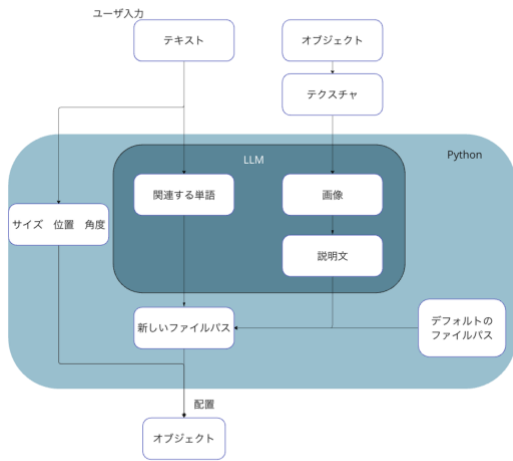 ユーザ入力
テキスト
オブジェクト
テクスチャ
Python
LLM
関連する単語
画像
サイズ 位置 角度
説明文
新しいファイルパス
デフォルトの
ファイルパス
配置
オブジェクト